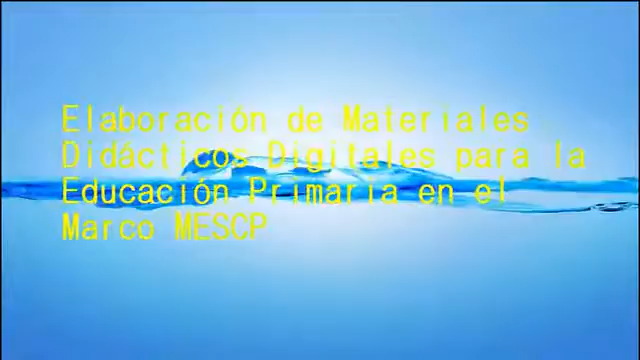 Elaboración de Materiales
Didácticos Digitales para la
Educación Primaria en el
Marco MESCP